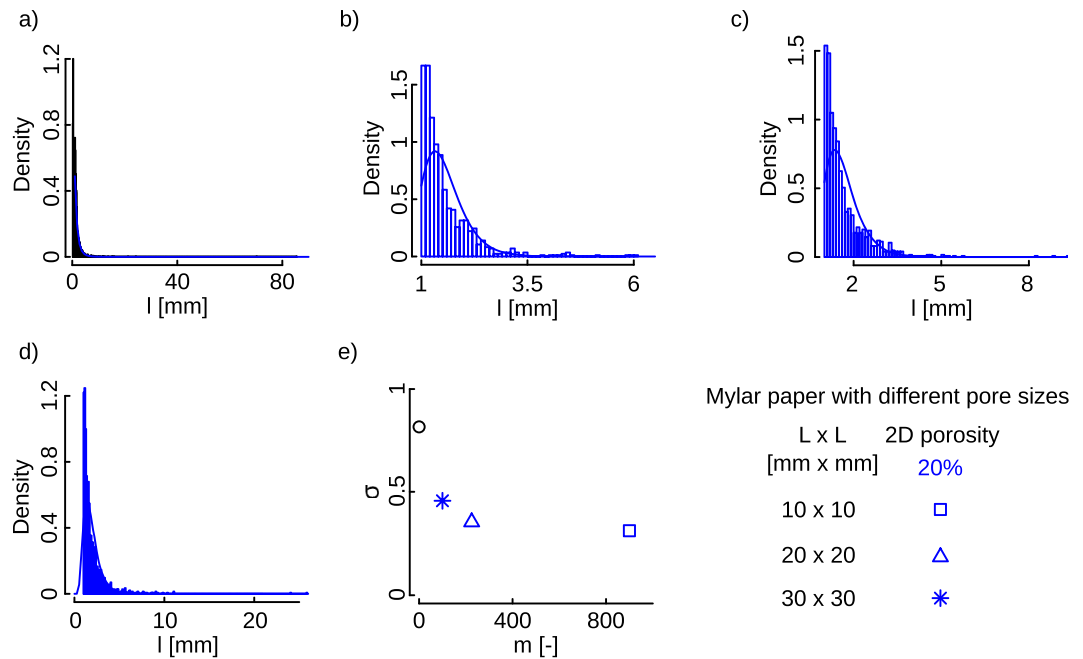 a)
Density
0
0.4
0.8
1.2
0 40 80
l [mm]
b)
Density
0
0.5
1
1.5
1 3.5 6
l [mm]
c)
Density
0
0.5
1
1.5
2 5 8
l [mm]
d)
Density
0
0.4
0.8
1.2
0 10 20
l [mm]
e)
σ
0
0.5
1
0 400 800
m [-]
Mylar paper with different pore sizes
L x L 2D porosity
[mm x mm] 20%
10 x 10
20 x 20
30 x 30